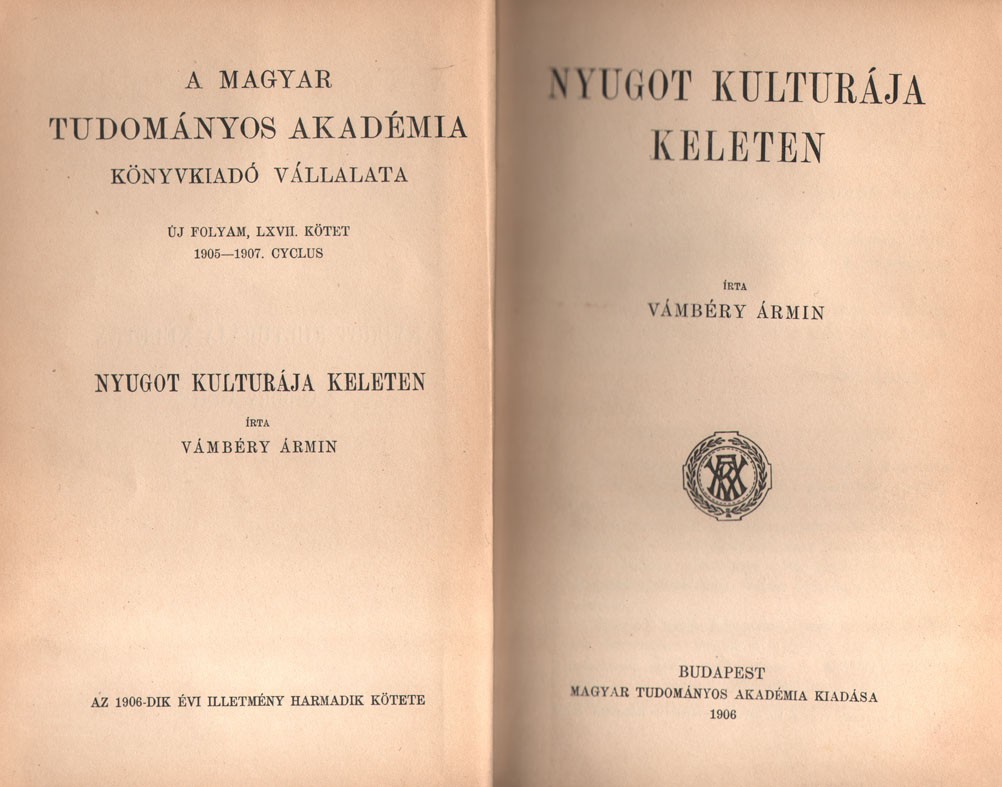 A MAGYAR
TUDOMÁNYOS AKADÉMIA
KÖNYVKIADÓ VÁLLALATA
ÚJ FOLYAM, LXVII. KÖTET
1905—1907. CYCLUS
NYUGOT KULTURÁJA KELETEN
ÍRTA
VÁMBÉRY ÁRMIN
AZ 1906-DIK ÉVI ILLETMÉNY HARMADIK KÖTETE
NYUGOT KULTURÁJA
KELETEN
ÍRTA
VÁMBÉRY ÁRMIN
BUDAPEST
MAGYAR TUDOMÁNYOS AKADÉMIA KIADÁSA
1906